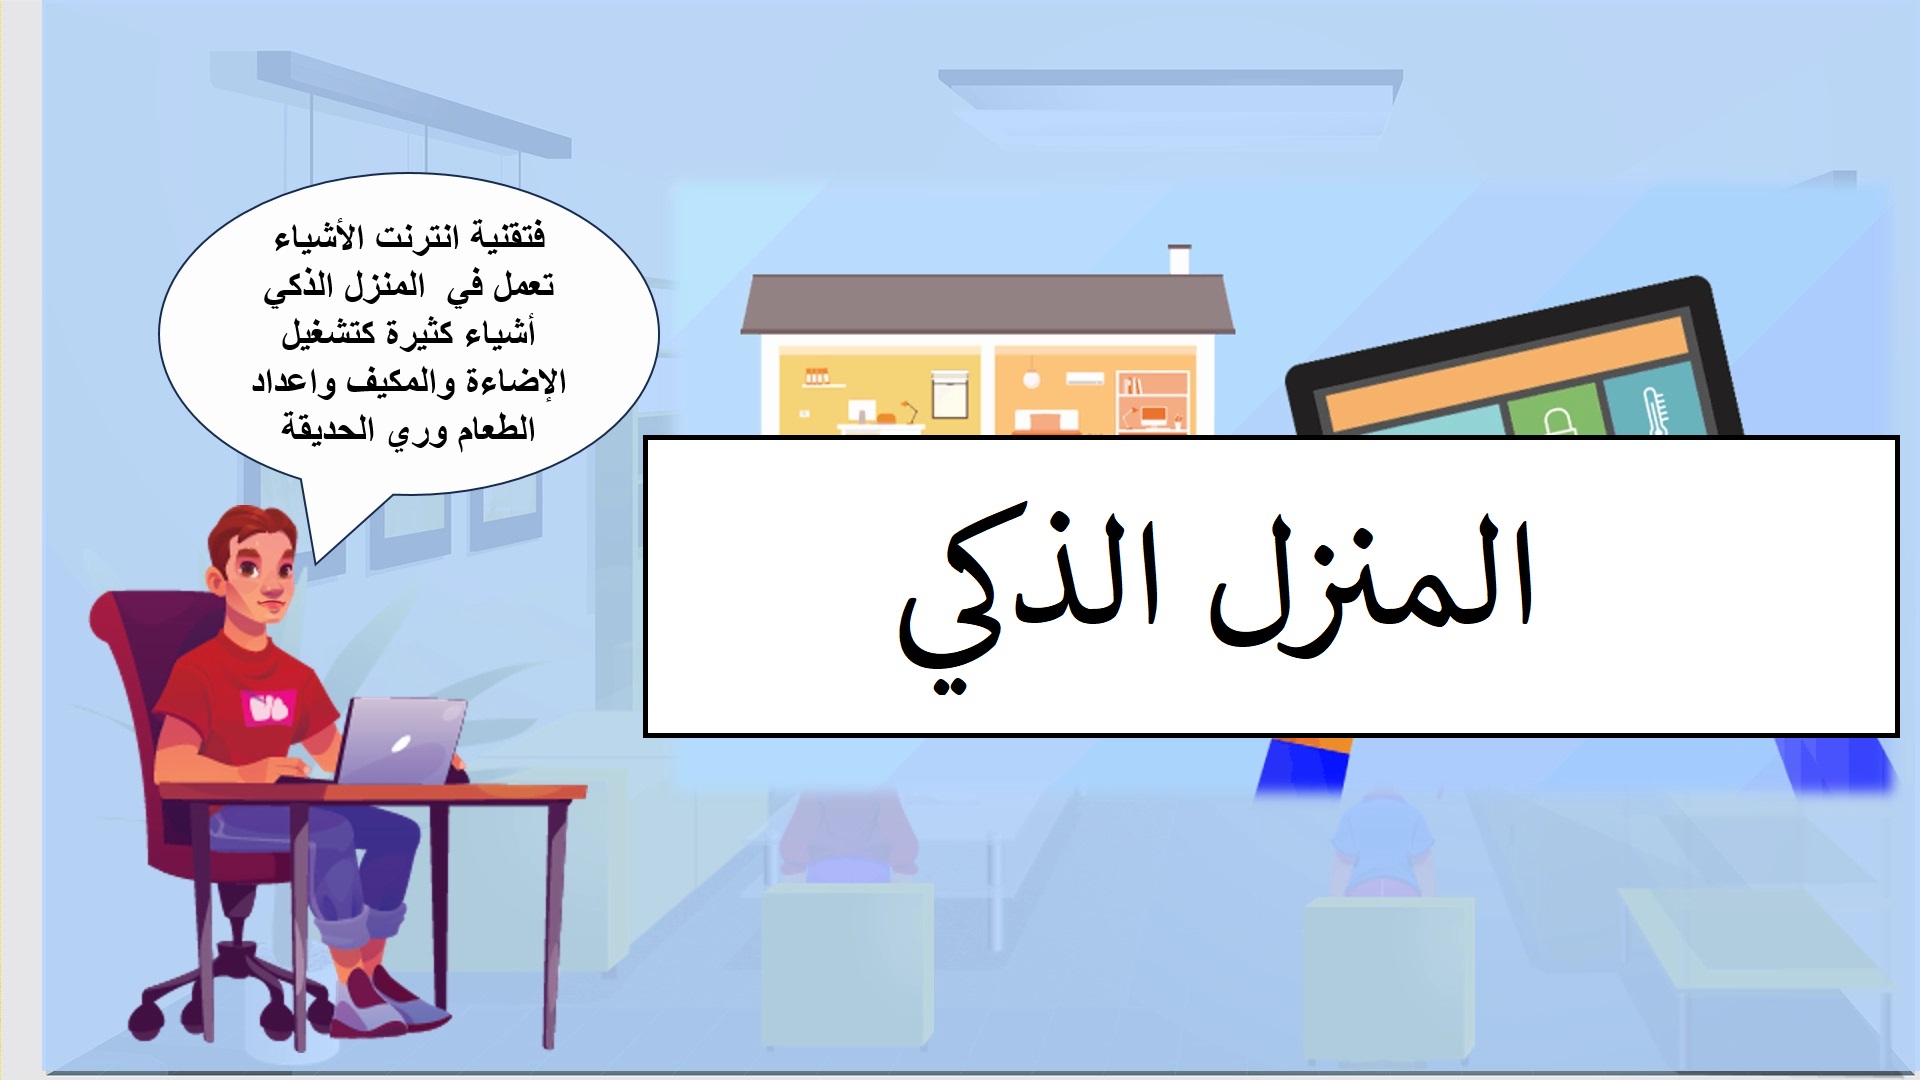 فتقنية انترنت الأشياء
تعمل في المنزل الذكي
أشياء كثيرة كتشغيل
الإضاءة والمكيف واعداد
الطعام وري الحديقة
المنزل الذكي